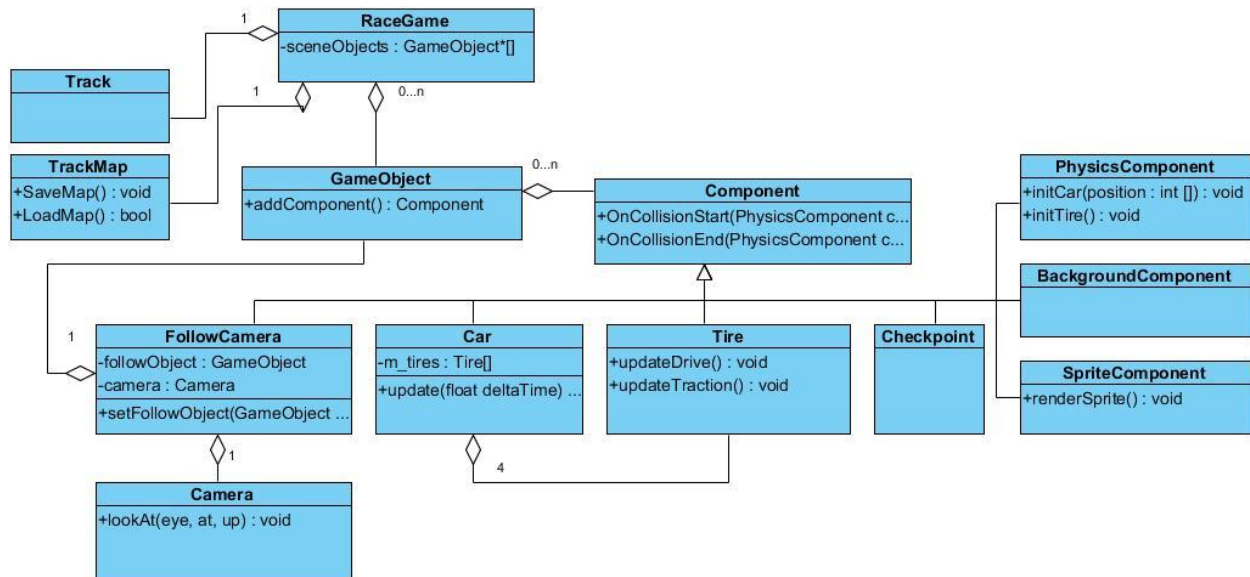 1
RaceGame
-sceneObjects : GameObject*[]
Track
1
0...n
TrackMap
+SaveMap() : void
+LoadMap() : bool
GameObject
+addComponent() : Component
0...n
Component
+OnCollisionStart(PhysicsComponent c...
+OnCollisionEnd(PhysicsComponent c...
PhysicsComponent
+initCar(position : int []) : void
+initTire() : void
BackgroundComponent
1
FollowCamera
-followObject : GameObject
-camera : Camera
+setFollowObject(GameObject ...
Car
-m_tires : Tire[]
+update(float deltaTime) ...
Tire
+updateDrive() : void
+updateTraction() : void
Checkpoint
SpriteComponent
+renderSprite() : void
1
4
Camera
+lookAt(eye, at, up) : void